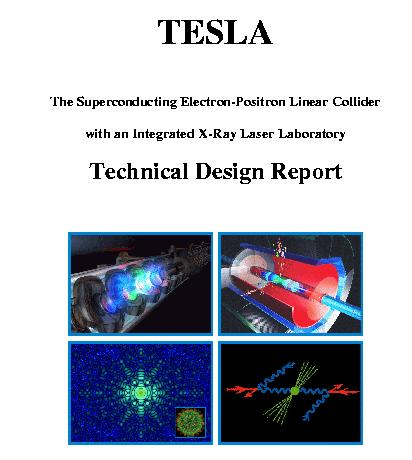 TESLA
The Superconducting Electron-Positron Linear Collider
with an Integrated X-Ray Laser Laboratory
Technical Design Report